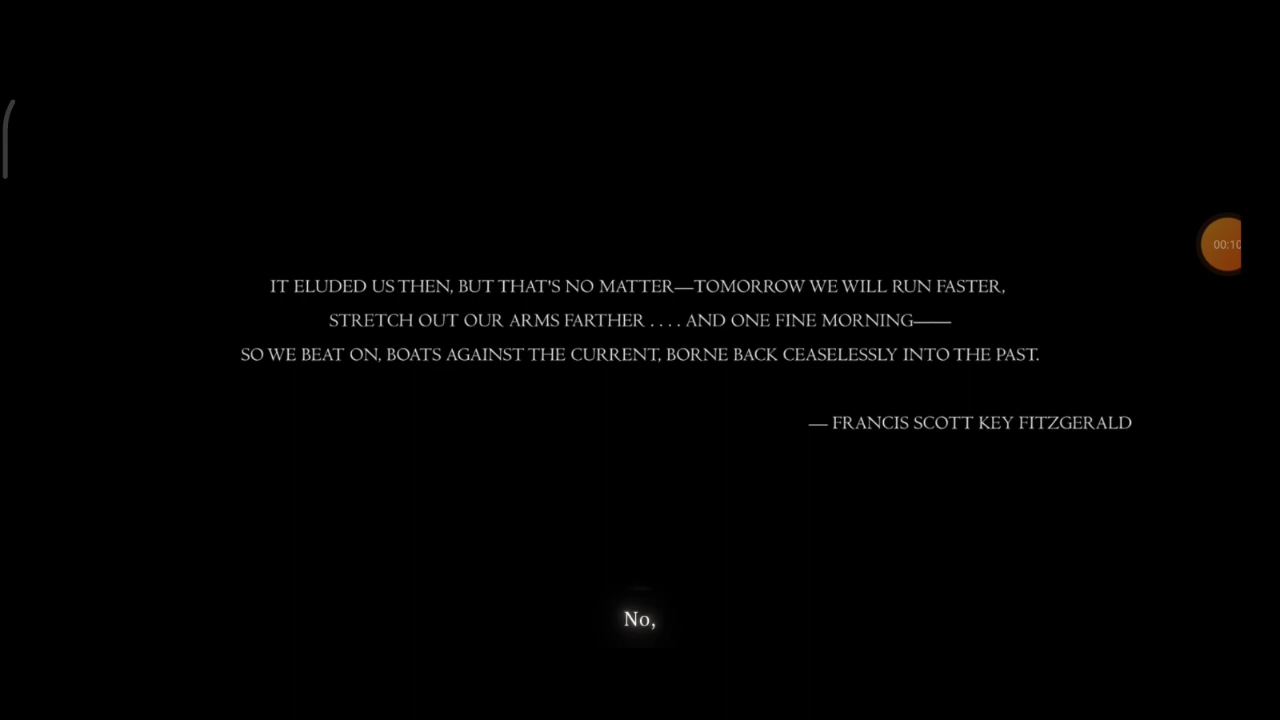 IT ELUDED US THEN, BUT THAT'S NO MATTER—TOMORROW WE WILL RUN FASTER,
STRETCH OUT OUR ARMS FARTHER . . . . AND ONE FINE MORNING——
SO WE BEAT ON, BOATS AGAINST THE CURRENT, BORNE BACK CEASELESSLY INTO THE PAST.
— FRANCIS SCOTT KEY FITZGERALD
No,
00:10